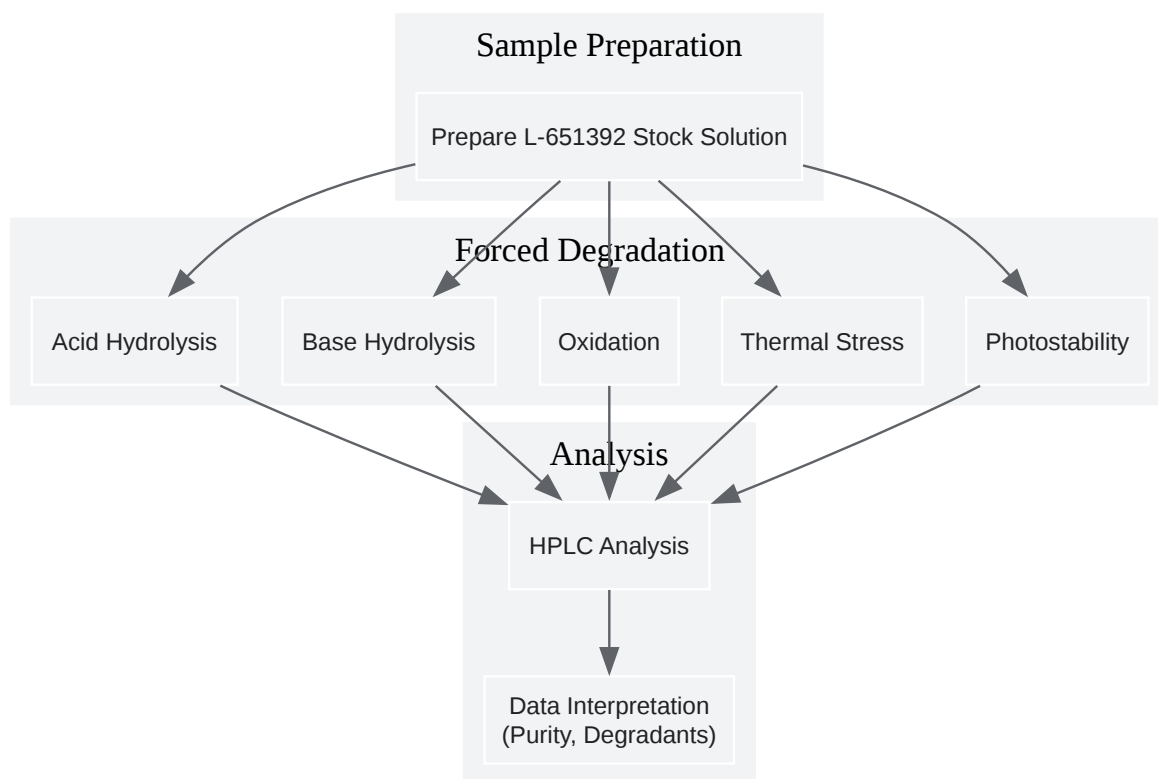 Sample Preparation
Prepare L-651392 Stock Solution
Forced Degradation
Acid Hydrolysis
Base Hydrolysis
Oxidation
Thermal Stress
Photostability
Analysis
HPLC Analysis
Data Interpretation
(Purity, Degradants)